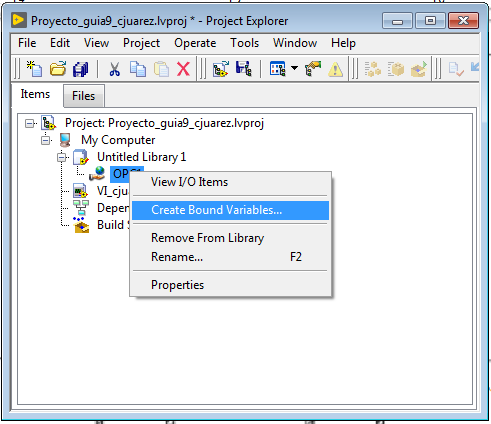 Proyecto_guia9_cjuarez.lvproj * - Project Explorer
File Edit View Project Operate Tools Window Help
Items Files
Project: Proyecto_guia9_cjuarez.lvproj
My Computer
Untitled Library 1
View I/O Items
Create Bound Variables...
Remove From Library
Rename... F2
Properties